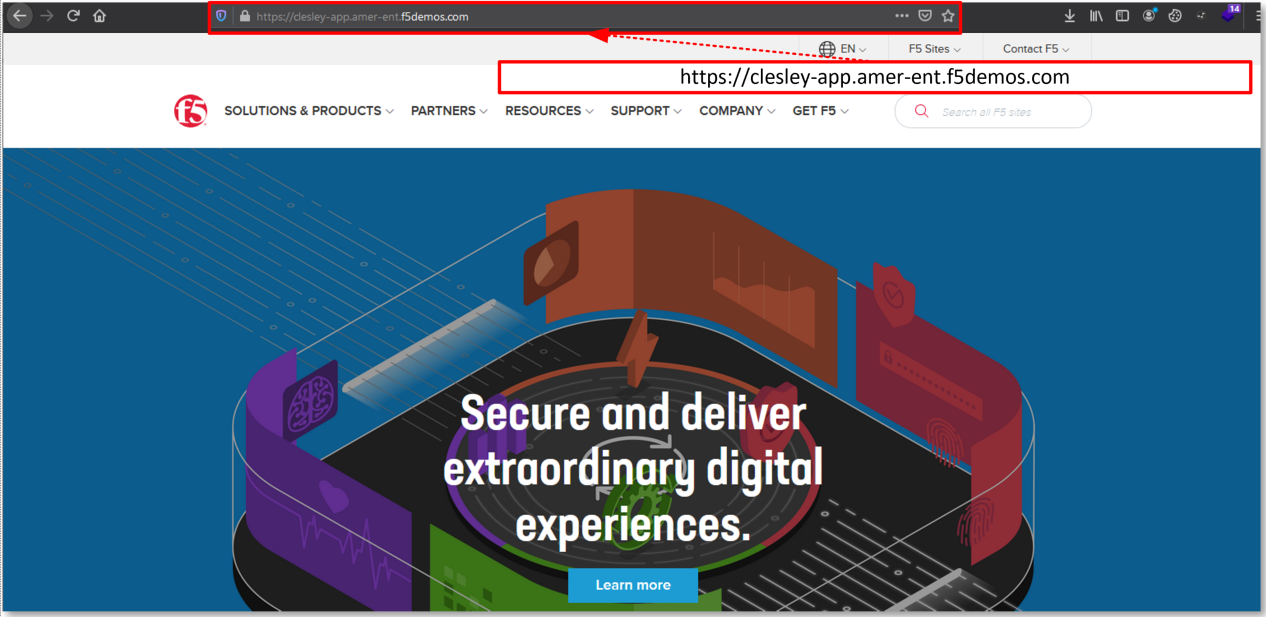 https://clesley-app.amer-ent.f5demos.com
14
EN
F5 Sites
Contact F5
https://clesley-app.amer-ent.f5demos.com
f5
SOLUTIONS & PRODUCTS
PARTNERS
RESOURCES
SUPPORT
COMPANY
GET F5
Search all F5 sites
Secure and deliver
extraordinary digital
experiences.
Learn more